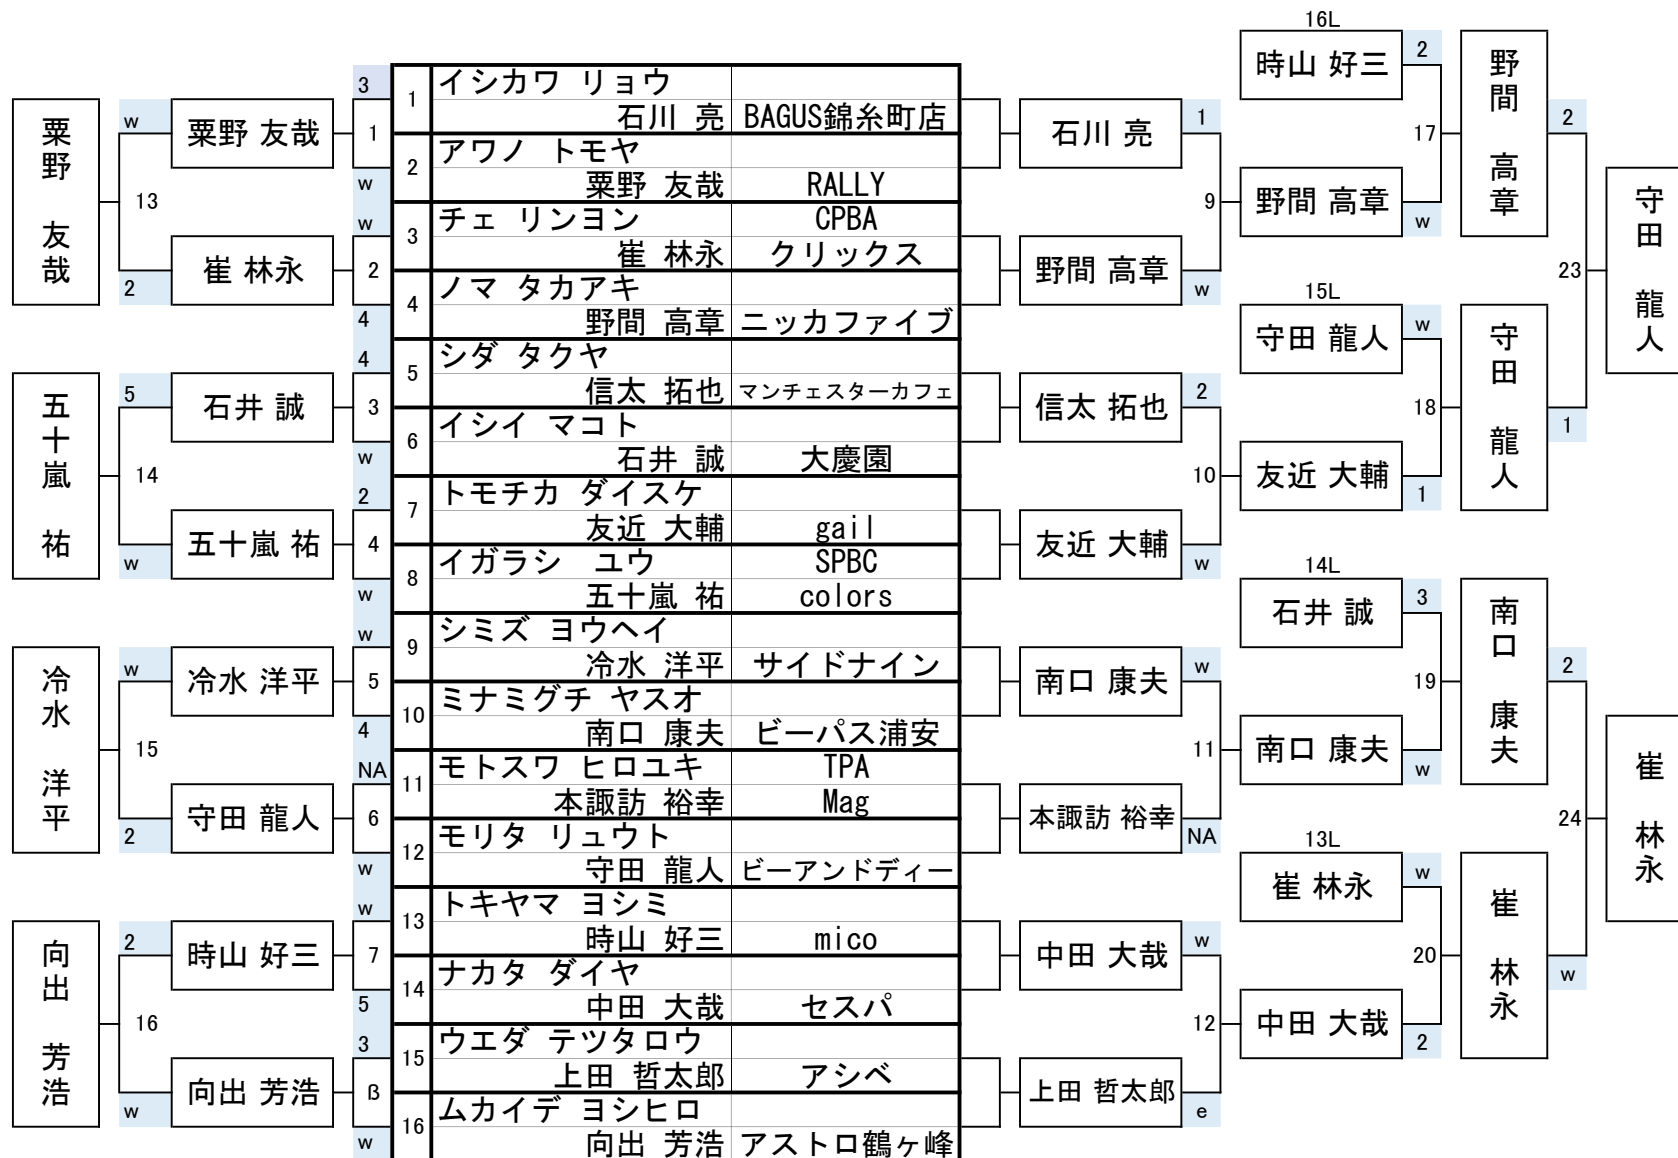 粟野 友哉
五十嵐 祐
冷水 洋平
向出 芳浩
w
13
2
5
14
w
w
15
2
2
16
w
粟野 友哉
崔 林永
石井 誠
五十嵐 祐
冷水 洋平
守田 龍人
時山 好三
向出 芳浩
3
1
w
w
2
4
4
3
w
2
4
w
w
5
4
NA
6
w
w
7
5
3
ß
w
1 イシカワ リョウ
石川 亮 BAGUS錦糸町店
2 アワノ トモヤ
粟野 友哉 RALLY
3 チェ リンヨン CPBA
崔 林永 クリックス
4 ノマ タカアキ
野間 高章 ニッカファイブ
5 シダ タクヤ
信太 拓也 マンチェスターカフェ
6 イシイ マコト
石井 誠 大慶園
7 トモチカ ダイスケ
友近 大輔 gail
8 イガラシ ユウ SPBC
五十嵐 祐 colors
9 シミズ ヨウヘイ
冷水 洋平 サイドナイン
10 ミナミグチ ヤスオ
南口 康夫 ビーパス浦安
11 モトスワ ヒロユキ TPA
本諏訪 裕幸 Mag
12 モリタ リュウト
守田 龍人 ビーアンドディー
13 トキヤマ ヨシミ
時山 好三 mico
14 ナカタ ダイヤ
中田 大哉 セスパ
15 ウエダ テツタロウ
上田 哲太郎 アシベ
16 ムカイデ ヨシヒロ
向出 芳浩 アストロ鶴ヶ峰
石川 亮 1
9
野間 高章 w
信太 拓也 2
10
友近 大輔 w
南口 康夫 w
11
本諏訪 裕幸 NA
中田 大哉 w
12
上田 哲太郎 e
16L
時山 好三 2
17
野間 高章 w
15L
守田 龍人 w
18
友近 大輔 1
14L
石井 誠 3
19
南口 康夫 w
13L
崔 林永 w
20
中田 大哉 2
野間 高章 2
23
守田 龍人 1
南口 康夫 2
24
崔 林永 w
守田 龍人
崔 林永